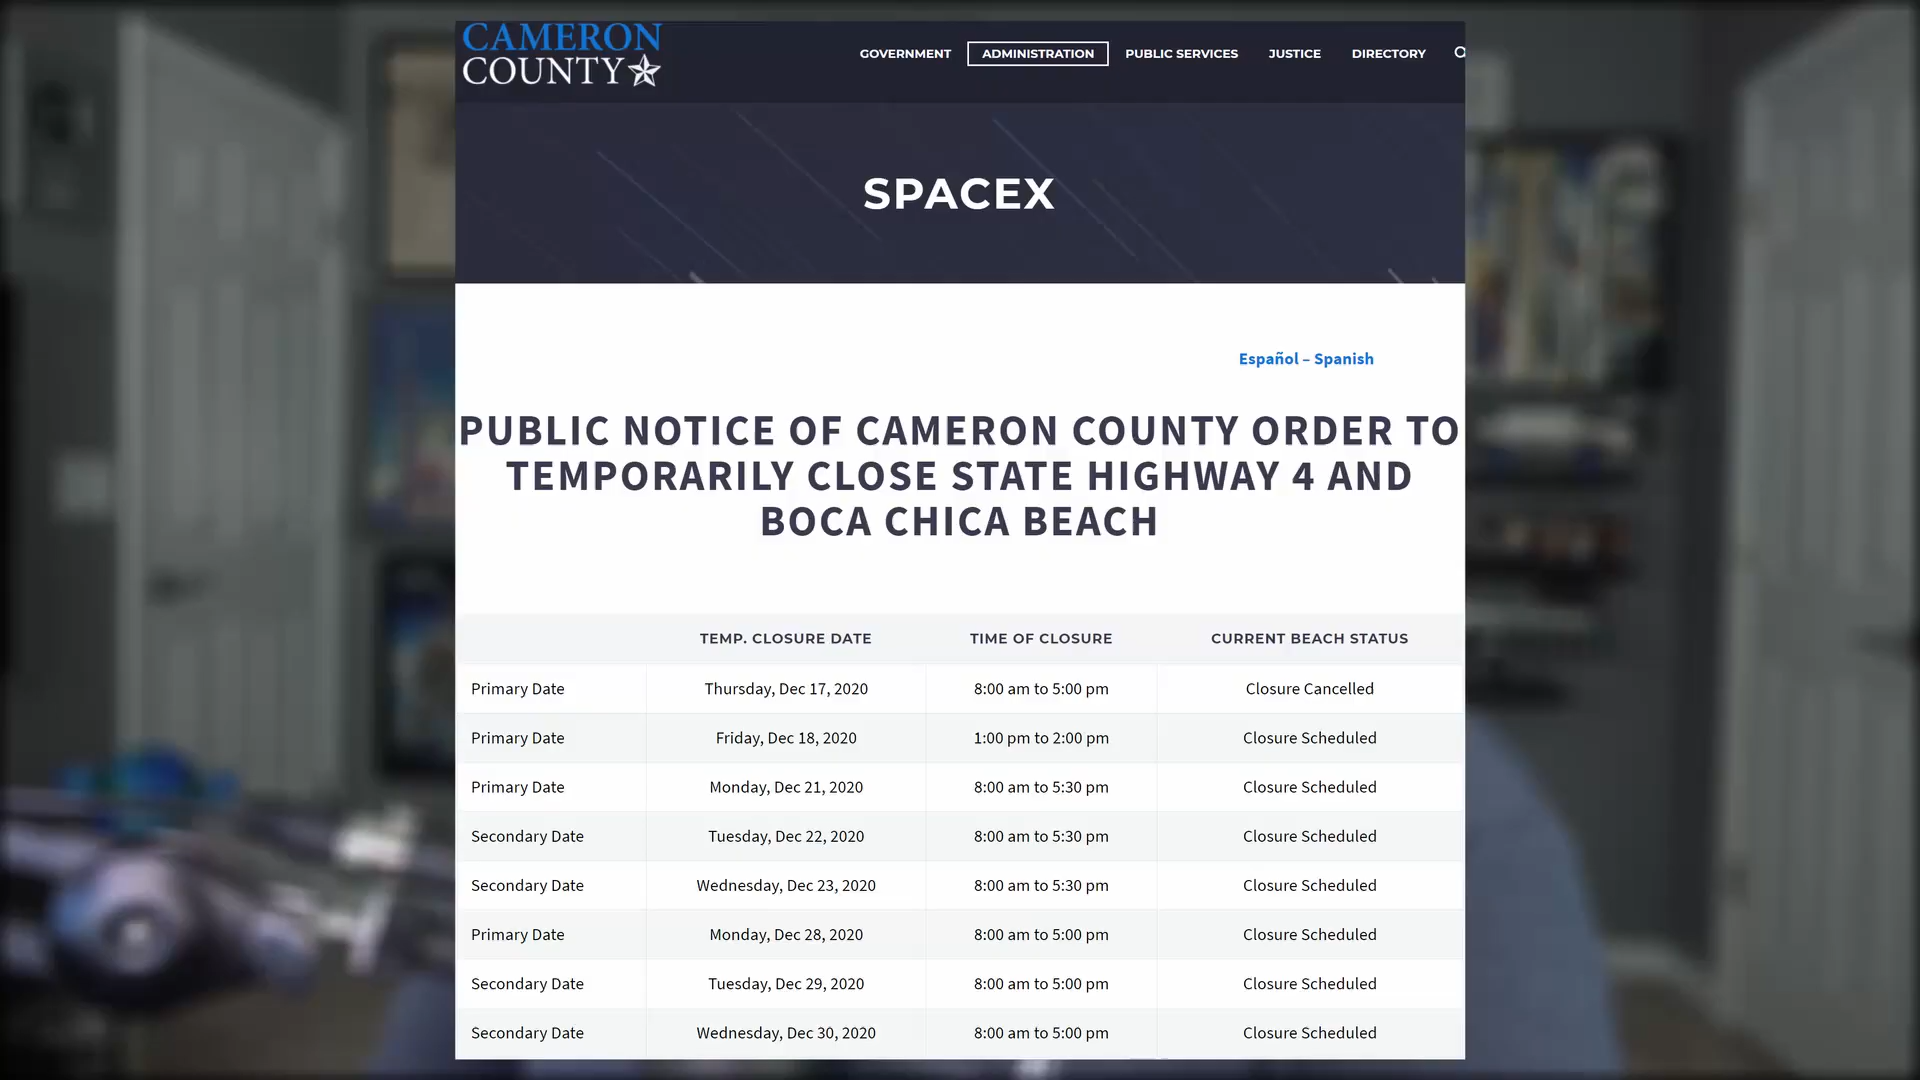 CAMERON
COUNTY
GOVERNMENT ADMINISTRATION PUBLIC SERVICES JUSTICE DIRECTORY
SPACEX
Español – Spanish
PUBLIC NOTICE OF CAMERON COUNTY ORDER TO
TEMPORARILY CLOSE STATE HIGHWAY 4 AND
BOCA CHICA BEACH
TEMP. CLOSURE DATE TIME OF CLOSURE CURRENT BEACH STATUS
Primary Date Thursday, Dec 17, 2020 8:00 am to 5:00 pm Closure Cancelled
Primary Date Friday, Dec 18, 2020 1:00 pm to 2:00 pm Closure Scheduled
Primary Date Monday, Dec 21, 2020 8:00 am to 5:30 pm Closure Scheduled
Secondary Date Tuesday, Dec 22, 2020 8:00 am to 5:30 pm Closure Scheduled
Secondary Date Wednesday, Dec 23, 2020 8:00 am to 5:30 pm Closure Scheduled
Primary Date Monday, Dec 28, 2020 8:00 am to 5:00 pm Closure Scheduled
Secondary Date Tuesday, Dec 29, 2020 8:00 am to 5:00 pm Closure Scheduled
Secondary Date Wednesday, Dec 30, 2020 8:00 am to 5:00 pm Closure Scheduled